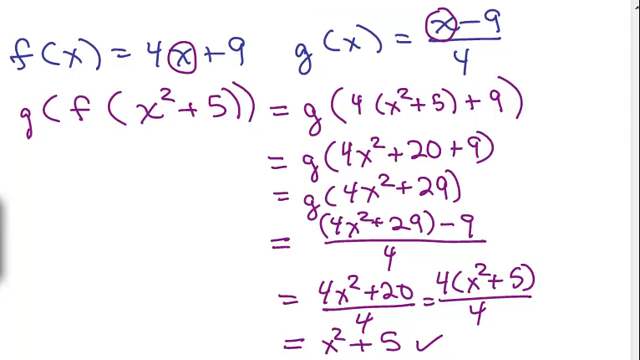 f(x) = 4x + 9    g(x) = (x - 9)/4
g(f(x² + 5)) = g(4(x² + 5) + 9)
= g(4x² + 20 + 9)
= g(4x² + 29)
= ((4x² + 29) - 9)/4
= (4x² + 20)/4 = 4(x² + 5)/4
= x² + 5 ✓